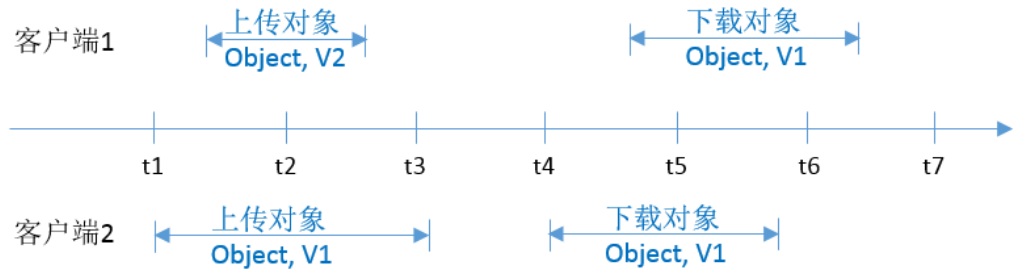 客户端1
上传对象
Object, V2
下载对象
Object, V1
t1 t2 t3 t4 t5 t6 t7
客户端2
上传对象
Object, V1
下载对象
Object, V1